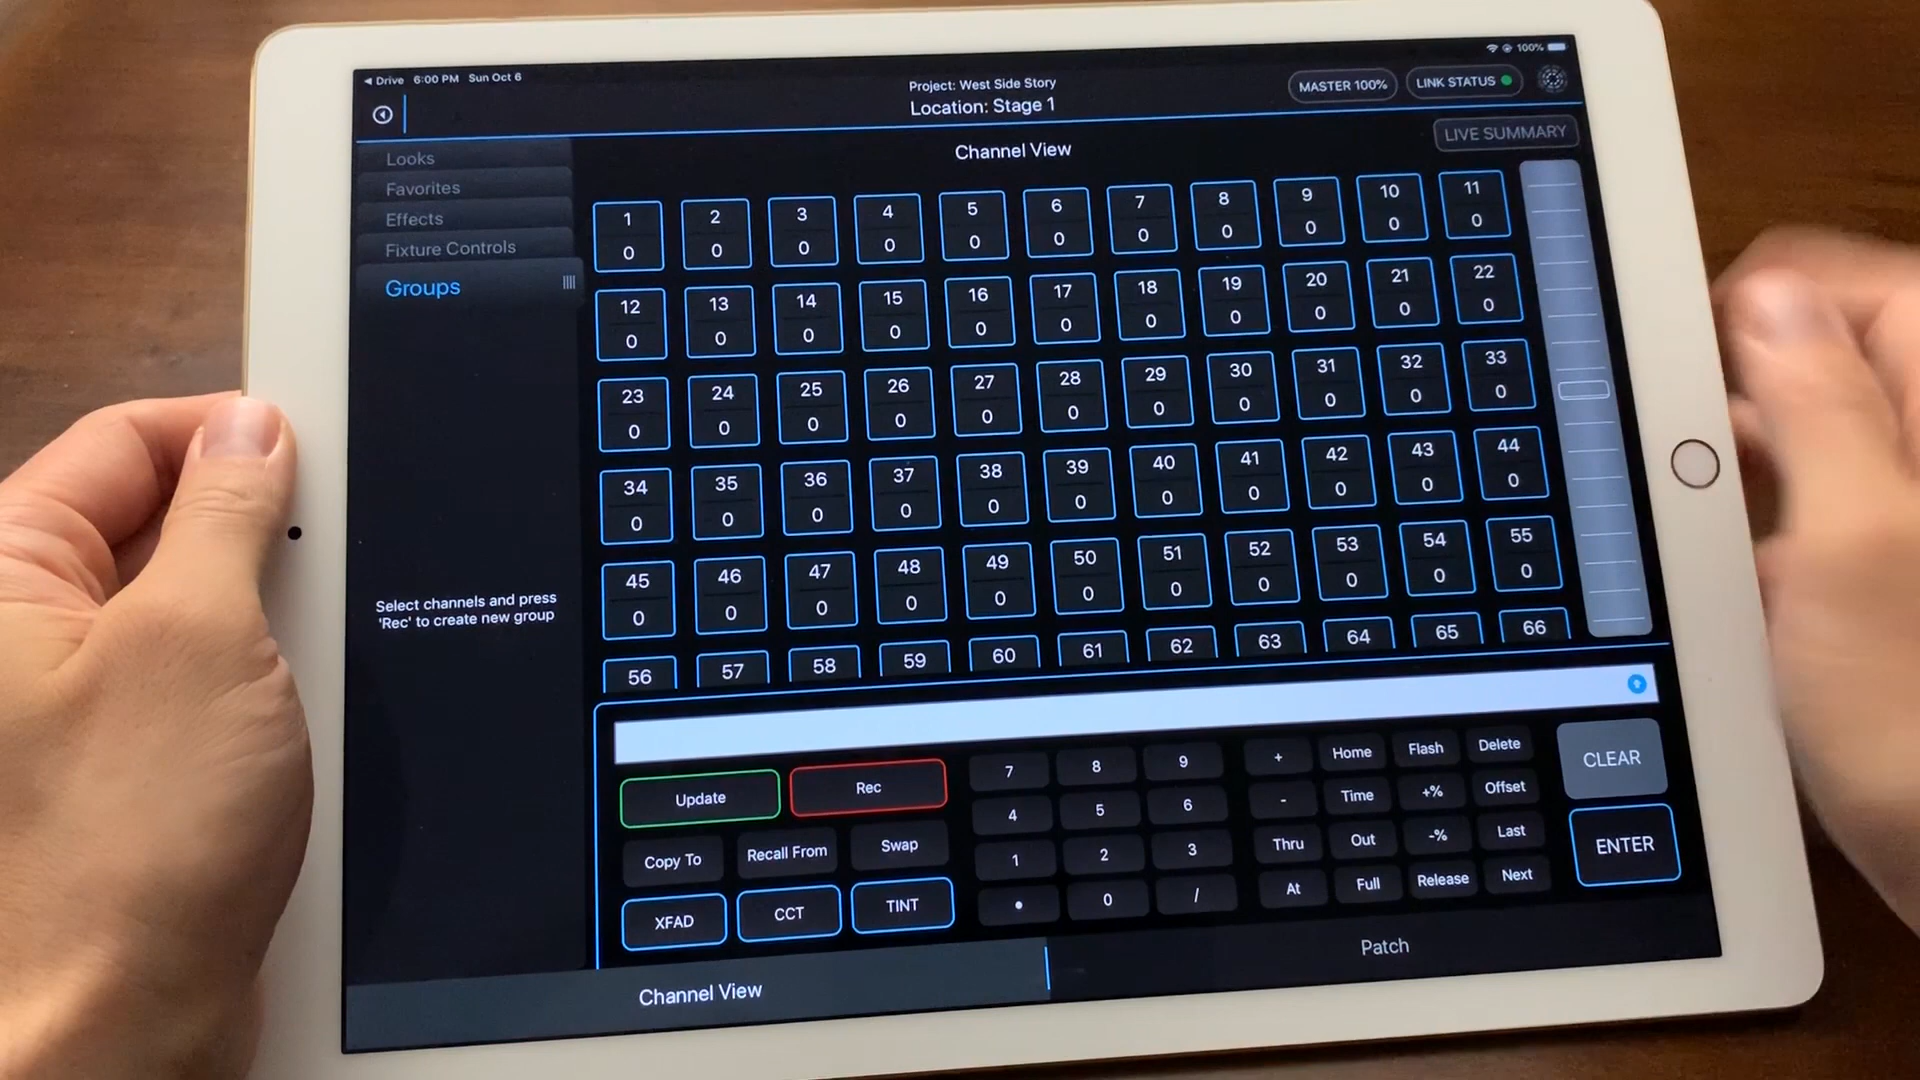 Drive 6:00 PM Sun Oct 6
100%
Project: West Side Story
Location: Stage 1
MASTER 100%
LINK STATUS
LIVE SUMMARY
Looks
Favorites
Effects
Fixture Controls
Groups
Select channels and press
'Rec' to create new group
Channel View
1 2 3 4 5 6 7 8 9 10 11
0 0 0 0 0 0 0 0 0 0 0
12 13 14 15 16 17 18 19 20 21 22
0 0 0 0 0 0 0 0 0 0 0
23 24 25 26 27 28 29 30 31 32 33
0 0 0 0 0 0 0 0 0 0 0
34 35 36 37 38 39 40 41 42 43 44
0 0 0 0 0 0 0 0 0 0 0
45 46 47 48 49 50 51 52 53 54 55
0 0 0 0 0 0 0 0 0 0 0
56 57 58 59 60 61 62 63 64 65 66
Update Rec 7 8 9 + Home Flash Delete CLEAR
4 5 6 - Time +% Offset
Copy To Recall From Swap 1 2 3 Thru Out -% Last ENTER
XFAD CCT TINT • 0 / At Full Release Next
Channel View Patch